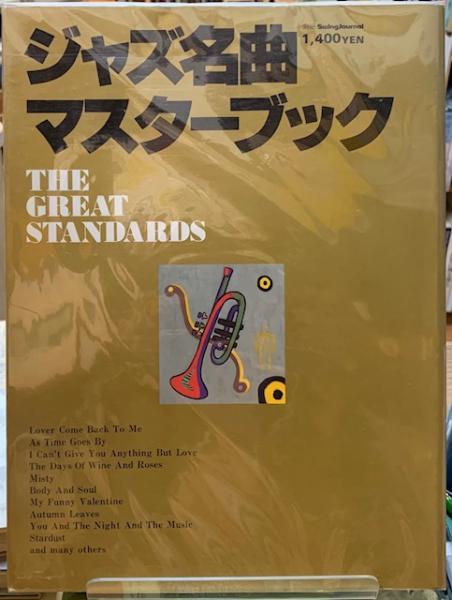 ジャズ名曲
the SwingJournal
1,400YEN
マスターブック
THE
GREAT
STANDARDS
Lover Come Back To Me
As Time Goes By
I Can't Give You Anything But Love
The Days Of Wine And Roses
Misty
Body And Soul
My Funny Valentine
Autumn Leaves
You And The Night And The Music
Stardust
and many others